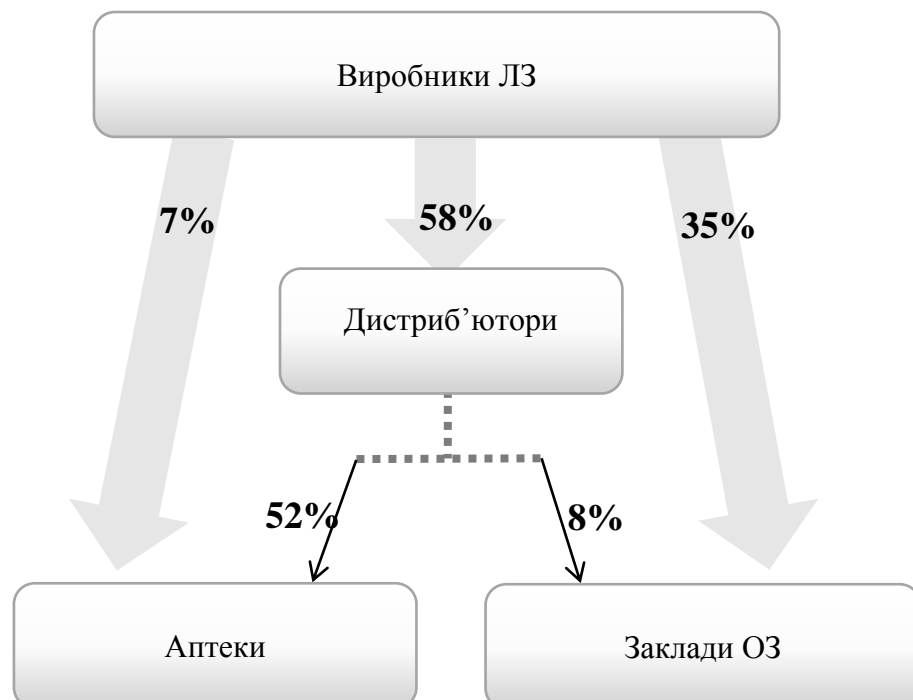 Виробники ЛЗ
7%
58%
35%
Дистриб’ютори
52%
8%
Аптеки
Заклади ОЗ